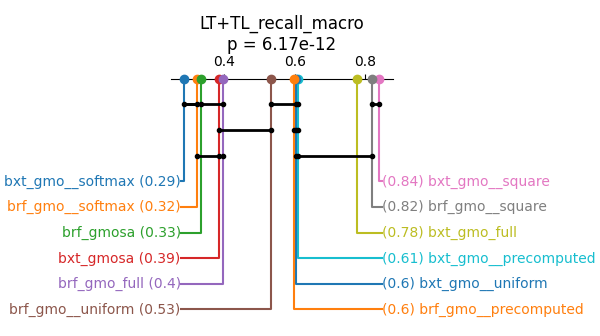 LT+TL_recall_macro
p = 6.17e-12
0.4 0.6 0.8
bxt_gmo__softmax (0.29) (0.84) bxt_gmo__square
brf_gmo__softmax (0.32) (0.82) brf_gmo__square
brf_gmosa (0.33) (0.78) bxt_gmo_full
bxt_gmosa (0.39) (0.61) bxt_gmo__precomputed
brf_gmo_full (0.4) (0.6) bxt_gmo__uniform
brf_gmo__uniform (0.53) (0.6) brf_gmo__precomputed